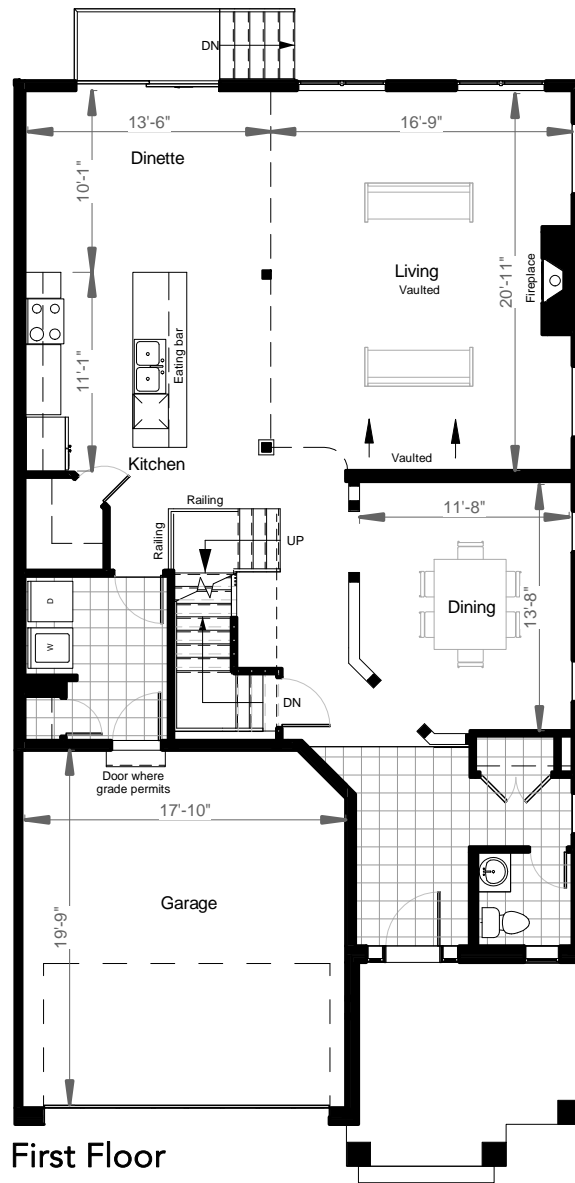 DN
13'-6"
16'-9"
Dinette
10'-1"
Living
Vaulted
20'-11"
Fireplace
11'-1"
Eating bar
Kitchen
Vaulted
Railing
11'-8"
Railing
UP
D
Dining
13'-8"
W
DN
Door where
grade permits
17'-10"
Garage
19'-9"
First Floor